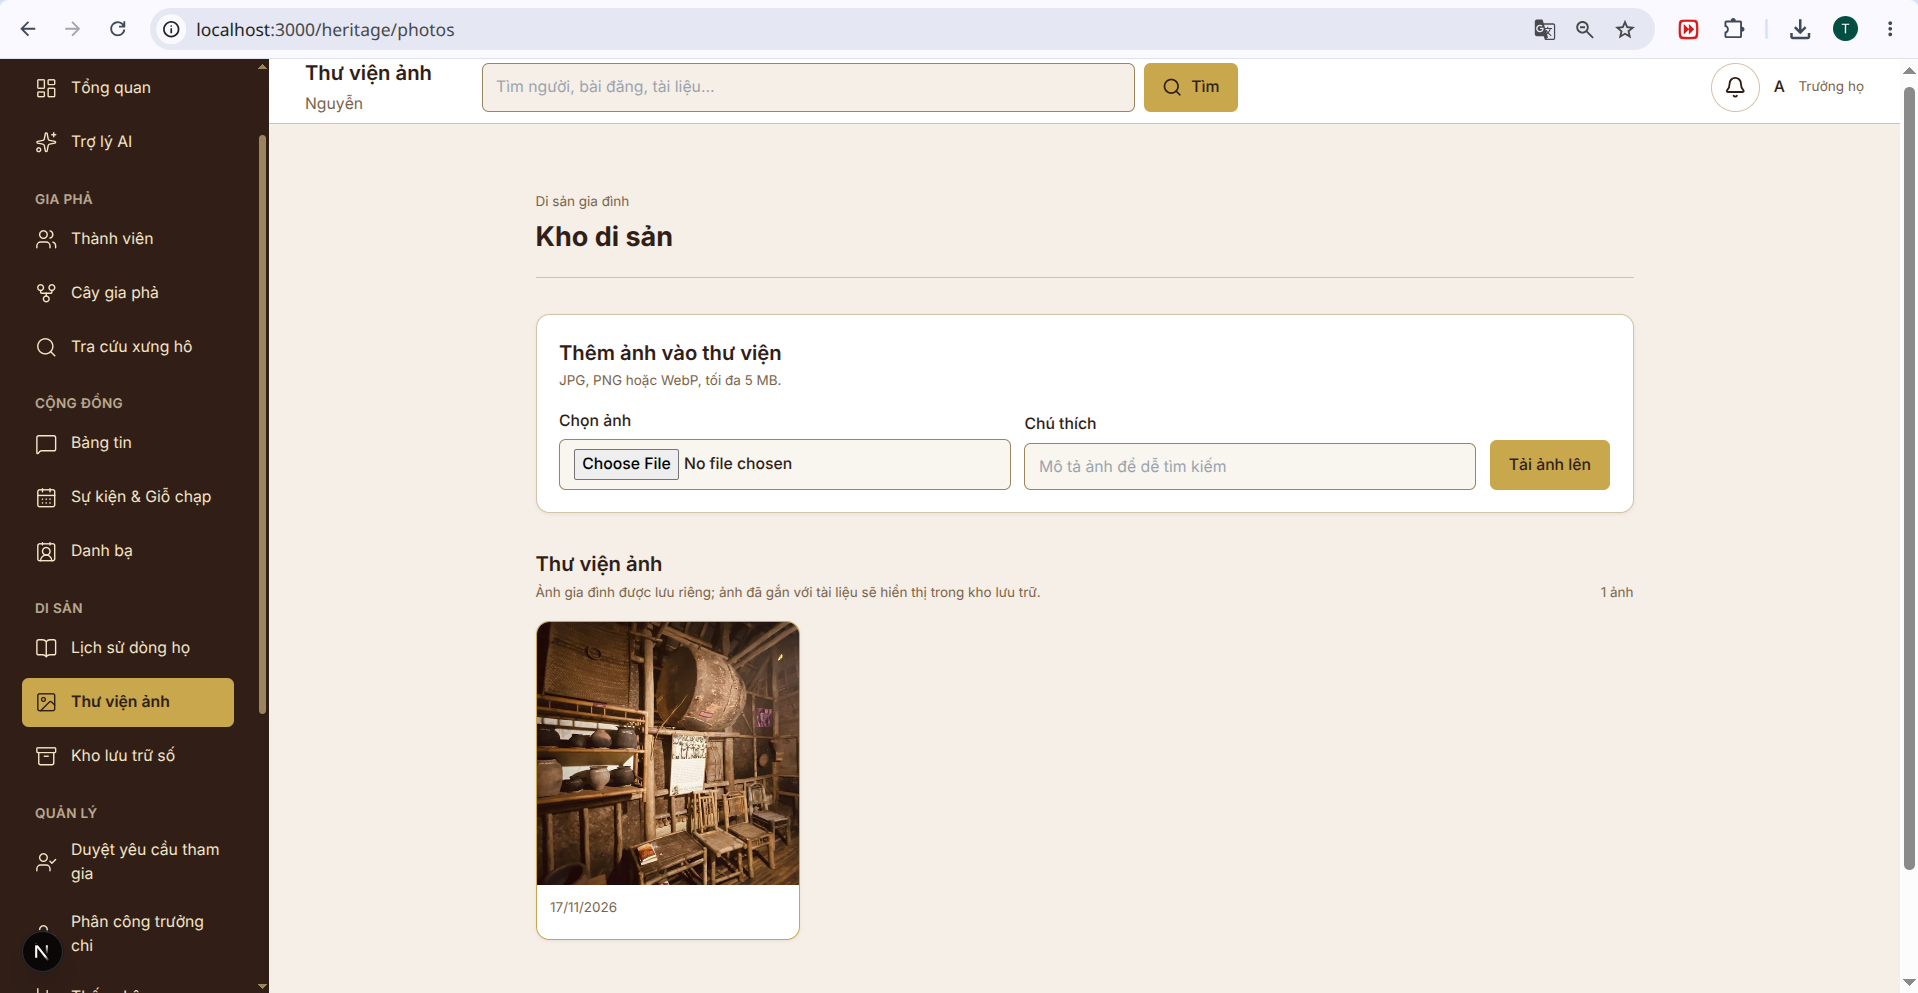 localhost:3000/heritage/photos
T
Tổng quan
Trợ lý AI
GIA PHẢ
Thành viên
Cây gia phả
Tra cứu xưng hô
CỘNG ĐỒNG
Bảng tin
Sự kiện & Giỗ chạp
Danh bạ
DI SẢN
Lịch sử dòng họ
Thư viện ảnh
Kho lưu trữ số
QUẢN LÝ
Duyệt yêu cầu tham
gia
Phân công trưởng
chi
N
Thư viện ảnh
Nguyễn
Tìm người, bài đăng, tài liệu...
Tìm
A Trưởng họ
Di sản gia đình
Kho di sản
Thêm ảnh vào thư viện
JPG, PNG hoặc WebP, tối đa 5 MB.
Chọn ảnh
Choose File No file chosen
Chú thích
Mô tả ảnh để dễ tìm kiếm
Tải ảnh lên
Thư viện ảnh
Ảnh gia đình được lưu riêng; ảnh đã gắn với tài liệu sẽ hiển thị trong kho lưu trữ.
1 ảnh
17/11/2026